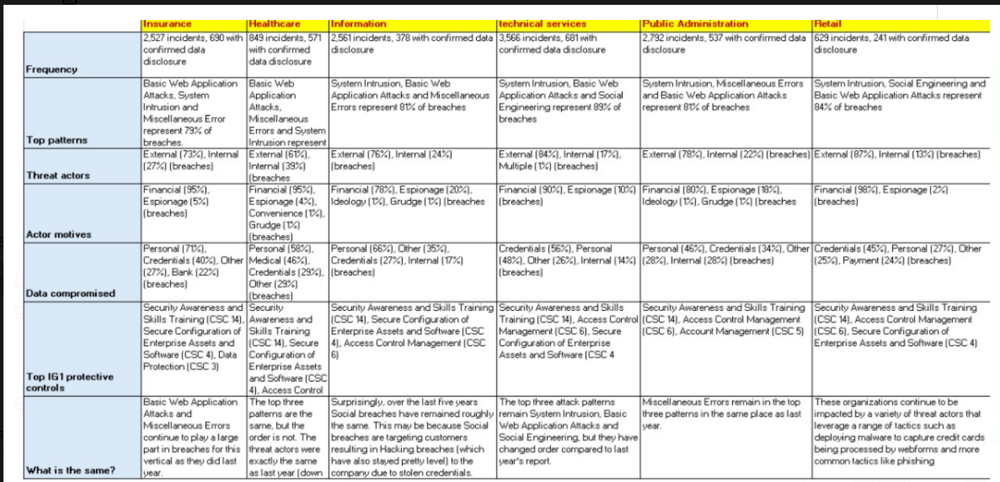 Insurance
Healthcare
Information
technical services
Public Administration
Retail
Frequency
2,527 incidents, 690 with
confirmed data
disclosure
849 incidents, 571
with confirmed
data disclosure
2,561 incidents, 378 with confirmed data
disclosure
3,566 incidents, 681 with
confirmed data disclosure
2,792 incidents, 537 with confirmed data
disclosure
629 incidents, 241 with confirmed data
disclosure
Top patterns
Basic Web Application
Attacks, System
Intrusion and
Miscellaneous Error
represent 79% of
breaches.
Basic Web
Application
Attacks,
Miscellaneous
Errors and System
Intrusion represent
System Intrusion, Basic Web
Application Attacks and Miscellaneous
Errors represent 81% of breaches
System Intrusion, Basic Web
Application Attacks and Social
Engineering represent 89% of
breaches
System Intrusion, Miscellaneous Errors
and Basic Web Application Attacks
represent 81% of breaches
System Intrusion, Social Engineering and
Basic Web Application Attacks represent
84% of breaches
Threat actors
External (73%), Internal
(27%) (breaches)
External (61%),
Internal (39%)
(breaches
External (76%), Internal (24%)
(breaches)
External (84%), Internal (17%),
Multiple (1%) (breaches)
External (78%), Internal (22%) (breaches)
External (87%), Internal (13%) (breaches)
Actor motives
Financial (95%),
Espionage (5%)
(breaches)
Financial (95%),
Espionage (4%),
Convenience (1%),
Grudge (1%)
(breaches)
Financial (78%), Espionage (20%),
Ideology (1%), Grudge (1%) (breaches
Financial (90%), Espionage (10%)
(breaches)
Financial (80%), Espionage (18%),
Ideology (1%), Grudge (1%) (breaches
Financial (98%), Espionage (2%)
(breaches)
Data compromised
Personal (71%),
Credentials (40%), Other
(27%), Bank (22%)
(breaches)
Personal (58%),
Medical (46%),
Credentials (29%),
Other (29%)
(breaches)
Personal (66%), Other (35%),
Credentials (27%), Internal (17%)
(breaches)
Credentials (56%), Personal
(48%), Other (26%), Internal (14%)
(breaches)
Personal (46%), Credentials (34%), Other
(28%), Internal (28%) (breaches)
Credentials (45%), Personal (27%), Other
(25%), Payment (24%) (breaches)
Top IG1 protective
controls
Security Awareness and
Skills Training (CSC 14),
Secure Configuration of
Enterprise Assets and
Software (CSC 4), Data
Protection (CSC 3)
Security
Awareness and
Skills Training
(CSC 14), Secure
Configuration of
Enterprise Assets
and Software (CSC
4), Access Control
Security Awareness and Skills Training
(CSC 14), Secure Configuration of
Enterprise Assets and Software (CSC
4), Access Control Management (CSC
6)
Security Awareness and Skills
Training (CSC 14), Access Control
Management (CSC 6), Secure
Configuration of Enterprise
Assets and Software (CSC 4
Security Awareness and Skills Training
(CSC 14), Access Control Management
(CSC 6), Account Management (CSC 5)
Security Awareness and Skills Training
(CSC 14), Access Control Management
(CSC 6), Secure Configuration of
Enterprise Assets and Software (CSC 4)
What is the same?
Basic Web Application
Attacks and
Miscellaneous Errors
continue to play a large
part in breaches for this
vertical as they did last
year.
The top three
patterns are the
same, but the
order is not. The
threat actors were
exactly the same
as last year (down
Surprisingly, over the last five years
Social breaches have remained roughly
the same. This may be because Social
breaches are targeting customers
resulting in Hacking breaches (which
have also stayed pretty level) to the
company due to stolen credentials.
The top three attack patterns
remain System Intrusion, Basic
Web Application Attacks and
Social Engineering, but they have
changed order compared to last
year's report.
Miscellaneous Errors remain in the top
three patterns in the same place as last
year.
These organizations continue to be
impacted by a variety of threat actors that
leverage a range of tactics such as
deploying malware to capture credit cards
being processed by webforms and more
common tactics like phishing